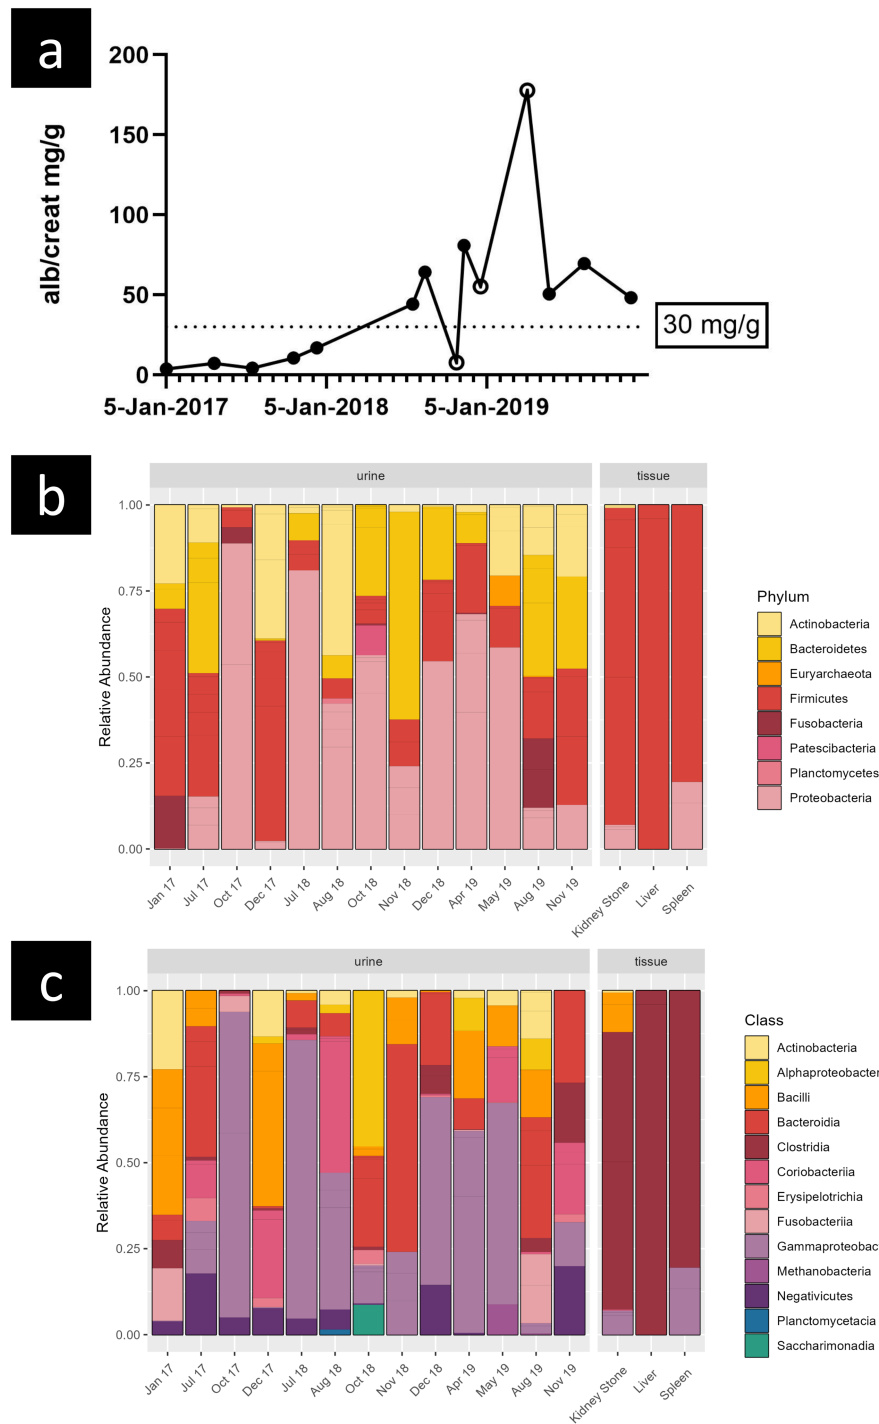 a
200
150
100
50
0
alb/creat mg/g
30 mg/g
5-Jan-2017 5-Jan-2018 5-Jan-2019
b
urine tissue
1.00
0.75
0.50
0.25
0.00
Relative Abundance
Jan 17 Jul 17 Oct 17 Dec 17 Jul 18 Aug 18 Oct 18 Nov 18 Dec 18 Apr 19 May 19 Aug 19 Nov 19 Kidney Stone Liver Spleen
Phylum
Actinobacteria
Bacteroidetes
Euryarchaeota
Firmicutes
Fusobacteria
Patescibacteria
Planctomycetes
Proteobacteria
c
urine tissue
1.00
0.75
0.50
0.25
0.00
Relative Abundance
Jan 17 Jul 17 Oct 17 Dec 17 Jul 18 Aug 18 Oct 18 Nov 18 Dec 18 Apr 19 May 19 Aug 19 Nov 19 Kidney Stone Liver Spleen
Class
Actinobacteria
Alphaproteobacter
Bacilli
Bacteroidia
Clostridia
Coriobacteriia
Erysipelotrichia
Fusobacteriia
Gammaproteobac
Methanobacteria
Negativicutes
Planctomycetacia
Saccharimonadia